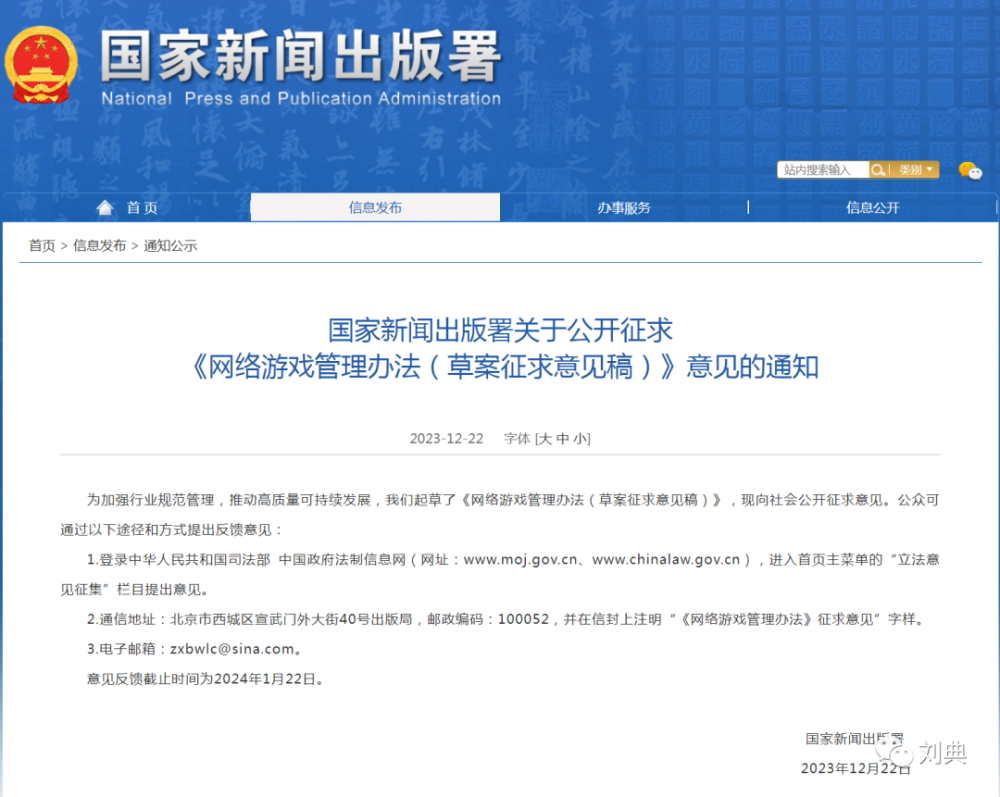 国家新闻出版署
National Press and Publication Administration
站内搜索输入 类别
首页 信息发布 办事服务 信息公开
首页 > 信息发布 > 通知公示
国家新闻出版署关于公开征求
《网络游戏管理办法（草案征求意见稿）》意见的通知
2023-12-22 字体 [大 中 小]
为加强行业规范管理，推动高质量可持续发展，我们起草了《网络游戏管理办法（草案征求意见稿）》，现向社会公开征求意见。公众可
通过以下途径和方式提出反馈意见：
1.登录中华人民共和国司法部 中国政府法制信息网（网址：www.moj.gov.cn、www.chinalaw.gov.cn），进入首页主菜单的“立法意
见征集”栏目提出意见。
2.通信地址：北京市西城区宣武门外大街40号出版局，邮政编码：100052，并在信封上注明“《网络游戏管理办法》征求意见”字样。
3.电子邮箱：zxbwlc@sina.com。
意见反馈截止时间为2024年1月22日。
国家新闻出版署
刘典
2023年12月22日